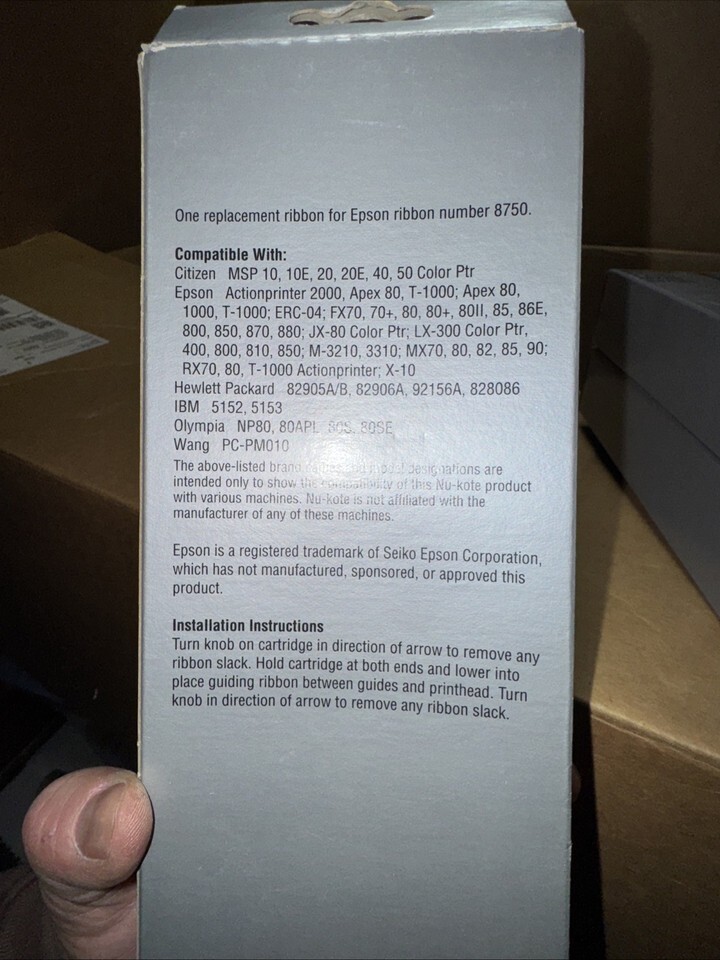 One replacement ribbon for Epson ribbon number 8750.
Compatible With:
Citizen MSP 10, 10E, 20, 20E, 40, 50 Color Ptr
Epson Actionprinter 2000, Apex 80, T-1000; Apex 80,
1000, T-1000; ERC-04; FX70, 70+, 80, 80+, 80II, 85, 86E,
800, 850, 870, 880; JX-80 Color Ptr; LX-300 Color Ptr,
400, 800, 810, 850; M-3210, 3310; MX70, 80, 82, 85, 90;
RX70, 80, T-1000 Actionprinter; X-10
Hewlett Packard 82905A/B, 82906A, 92156A, 828086
IBM 5152, 5153
Olympia NP80, 80APL 80S, 80SE
Wang PC-PM010
The above-listed brand model designations are
intended only to show the compatibility of this Nu-kote product
with various machines. Nu-kote is not affiliated with the
manufacturer of any of these machines.
Epson is a registered trademark of Seiko Epson Corporation,
which has not manufactured, sponsored, or approved this
product.
Installation Instructions
Turn knob on cartridge in direction of arrow to remove any
ribbon slack. Hold cartridge at both ends and lower into
place guiding ribbon between guides and printhead. Turn
knob in direction of arrow to remove any ribbon slack.